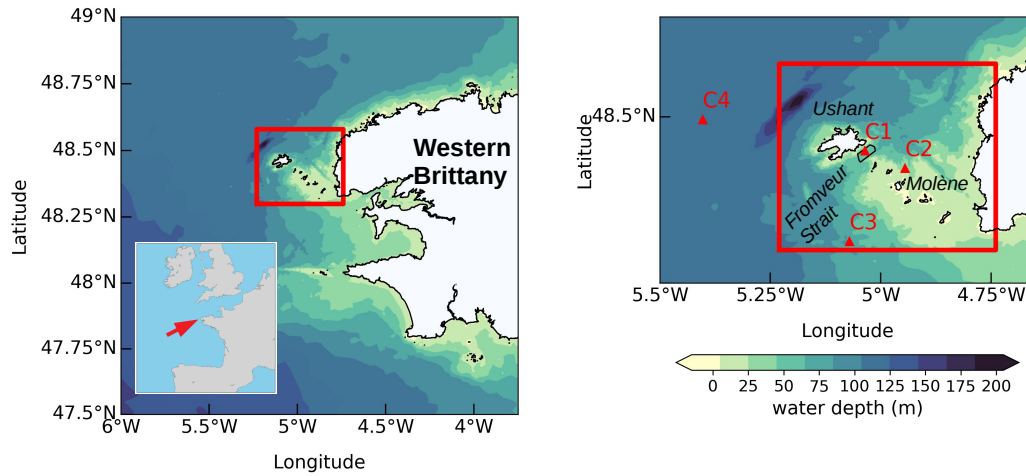 49°N
48.75°N
48.5°N
48.25°N
48°N
47.75°N
47.5°N
Latitude
6°W
5.5°W
5°W
4.5°W
4°W
Longitude
Western
Brittany
48.5°N
Latitude
C4
Ushant
C1
C2
Molène
Fromveur
Strait
C3
5.5°W
5.25°W
5°W
4.75°W
Longitude
0
25
50
75
100
125
150
175
200
water depth (m)